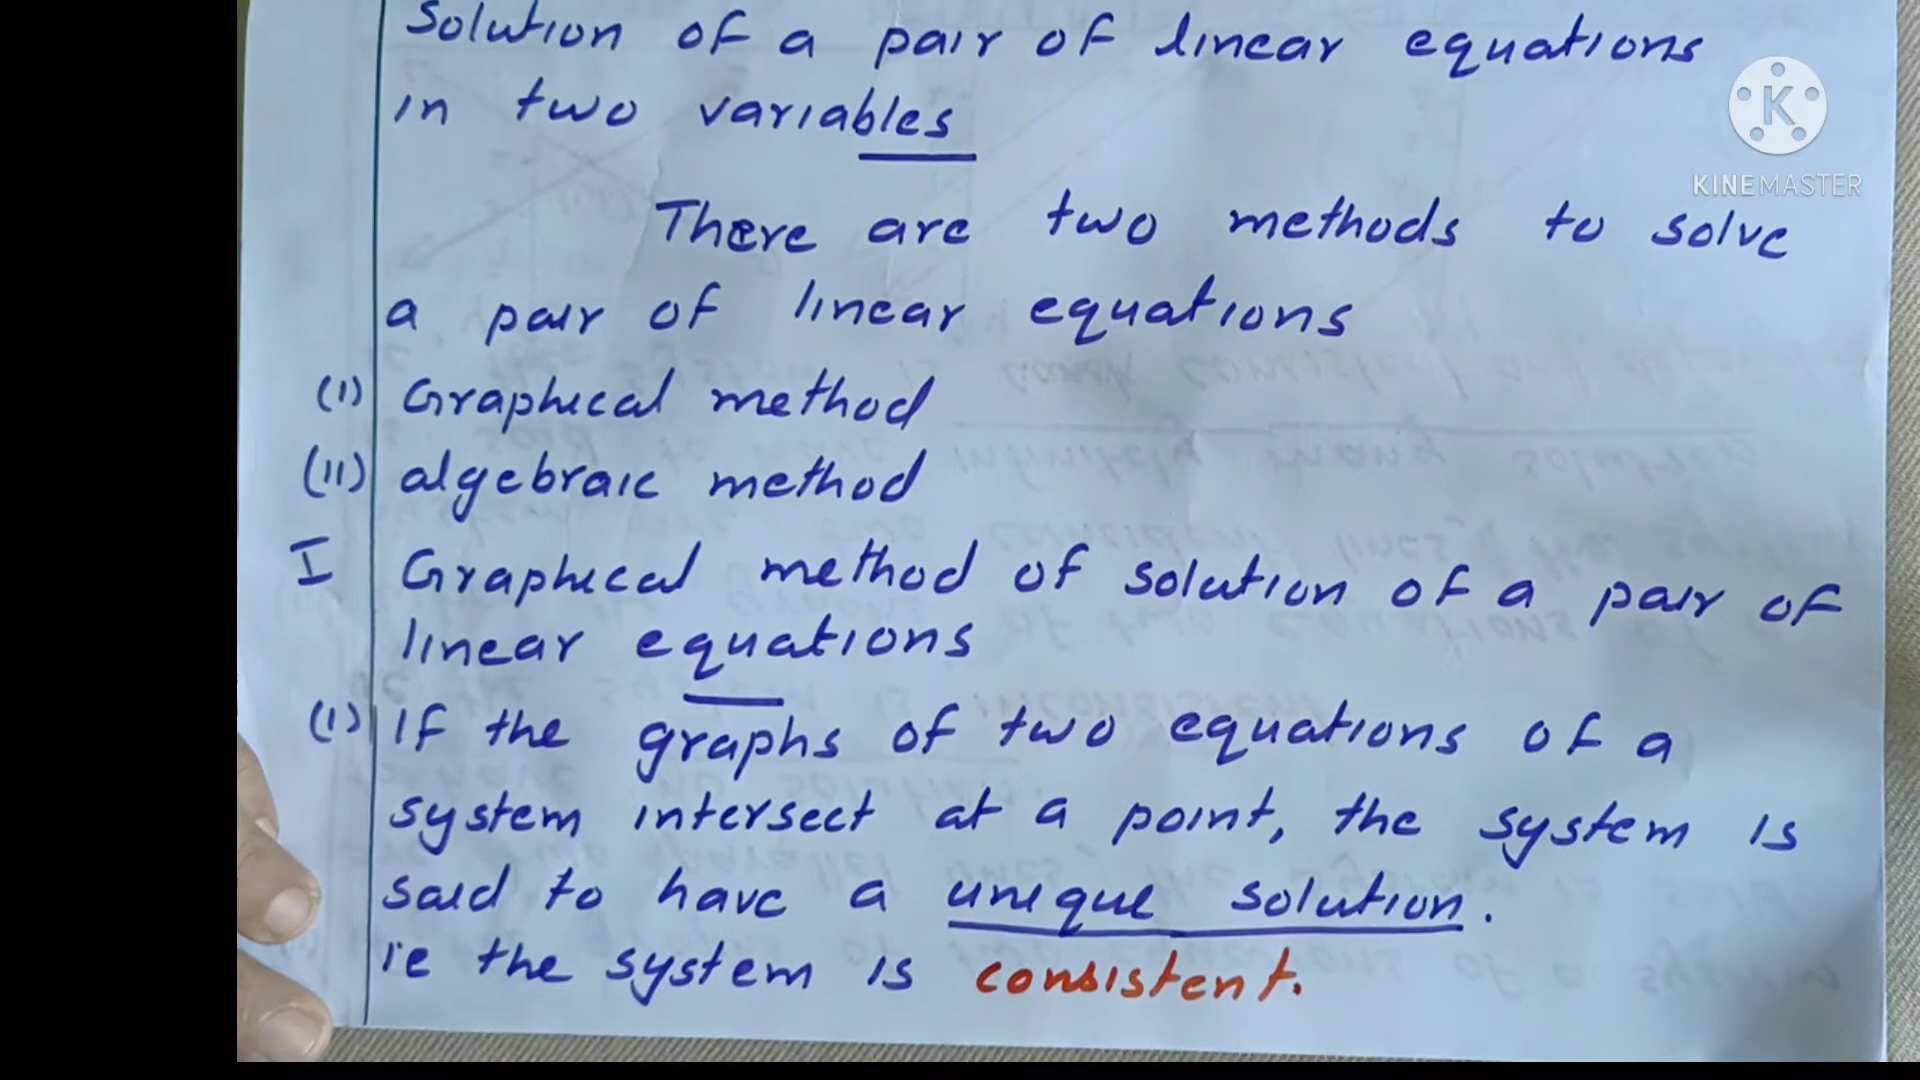 Solution of a pair of linear equations
in two variables
There are two methods to solve
a pair of linear equations
(i) Graphical method
(ii) algebraic method
I Graphical method of solution of a pair of
linear equations
(i) If the graphs of two equations of a
system intersect at a point, the system is
said to have a unique solution.
ie the system is consistent.
K
KINEMASTER